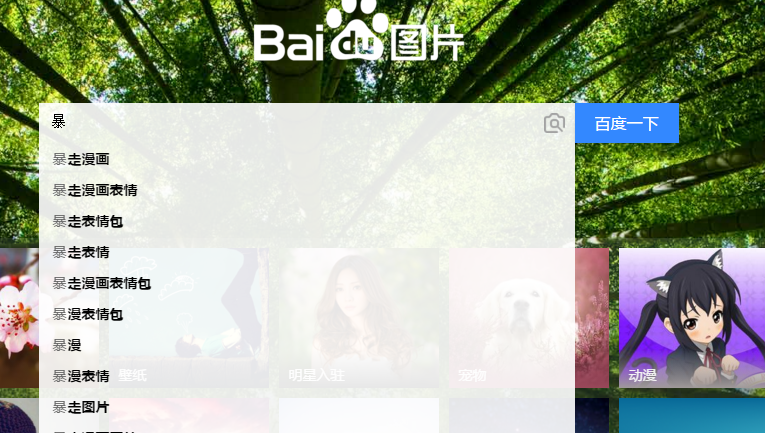 Bai du 图片
暴
百度一下
暴走漫画
暴走漫画表情
暴走表情包
暴走表情
暴走漫画表情包
暴漫表情包
暴漫
暴漫表情
暴走图片
壁纸
明星入驻
宠物
动漫